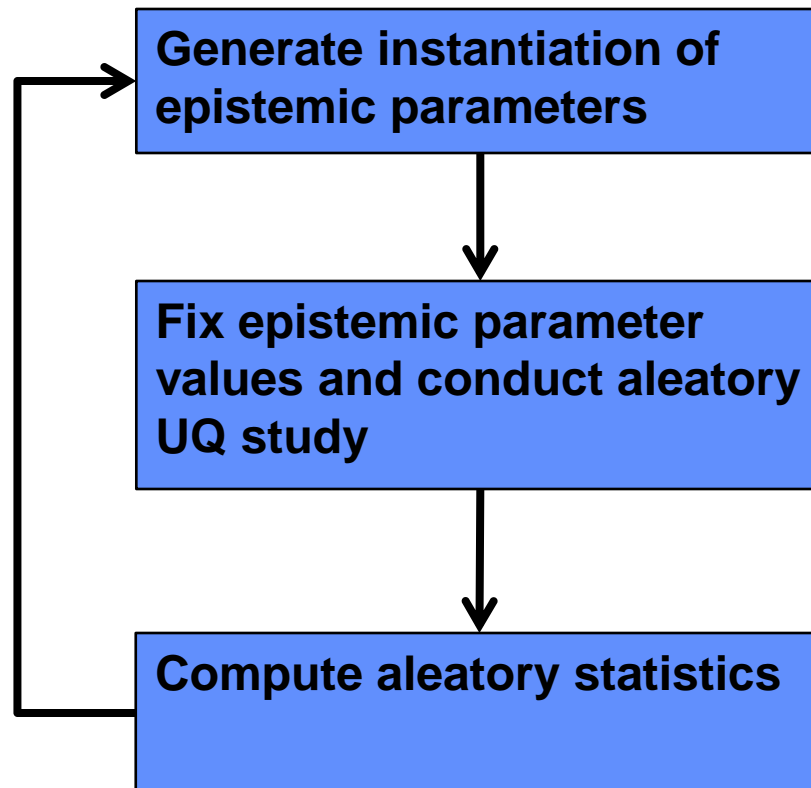 Generate instantiation of
epistemic parameters
Fix epistemic parameter
values and conduct aleatory
UQ study
Compute aleatory statistics